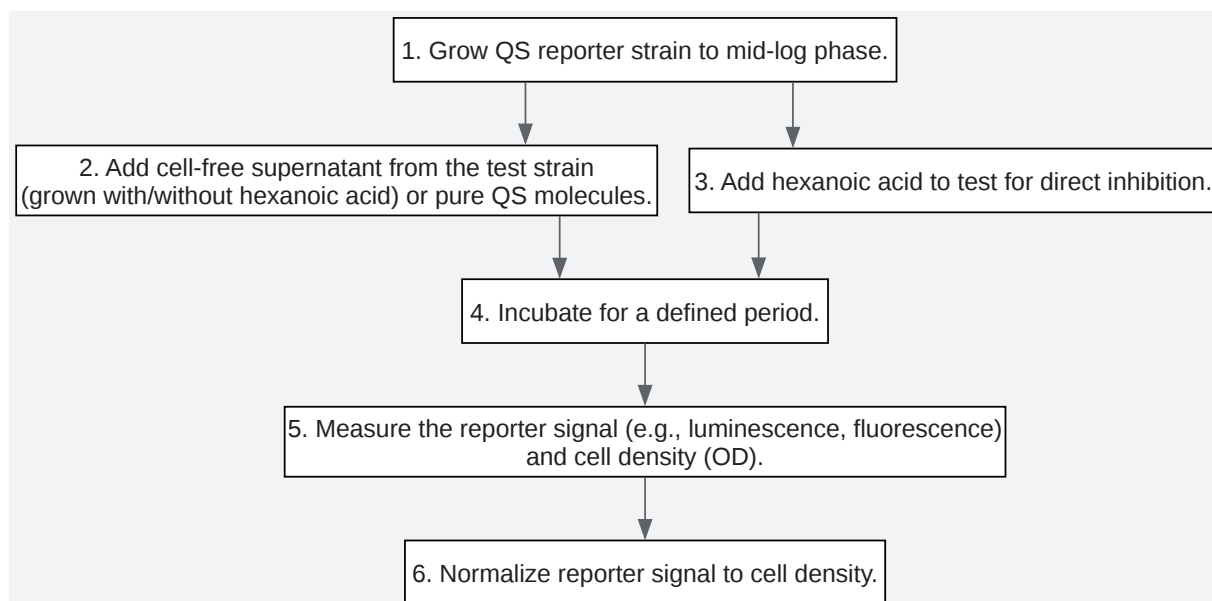 1. Grow QS reporter strain to mid-log phase.
2. Add cell-free supernatant from the test strain
(grown with/without hexanoic acid) or pure QS molecules.
3. Add hexanoic acid to test for direct inhibition.
4. Incubate for a defined period.
5. Measure the reporter signal (e.g., luminescence, fluorescence)
and cell density (OD).
6. Normalize reporter signal to cell density.